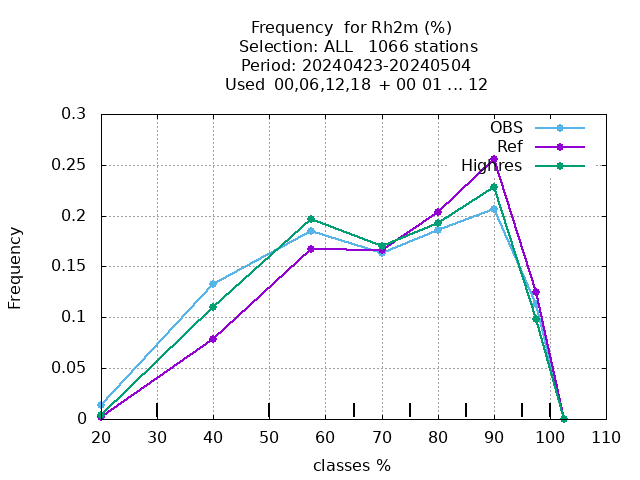 Frequency  for Rh2m (%)
Selection: ALL   1066 stations
Period: 20240423-20240504
Used  00,06,12,18 + 00 01 ... 12
0.3
0.25
0.2
0.15
0.1
0.05
0
Frequency
OBS
Ref
Highres
20 30 40 50 60 70 80 90 100 110
classes %